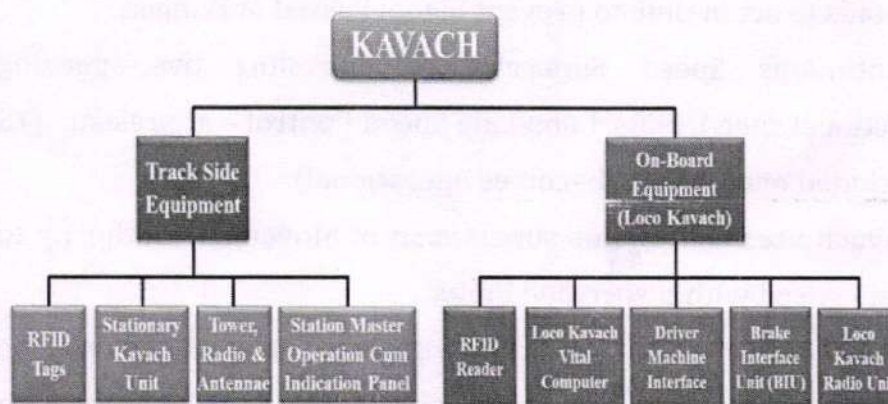 KAVACH
Track Side
Equipment
On-Board
Equipment
(Loco Kavach)
RFID
Tags
Stationary
Kavach
Unit
Tower,
Radio &
Antennae
Station Master
Operation Cum
Indication Panel
RFID
Reader
Loco Kavach
Vital
Computer
Driver
Machine
Interface
Brake
Interface
Unit (BIU)
Loco
Kavach
Radio Unit